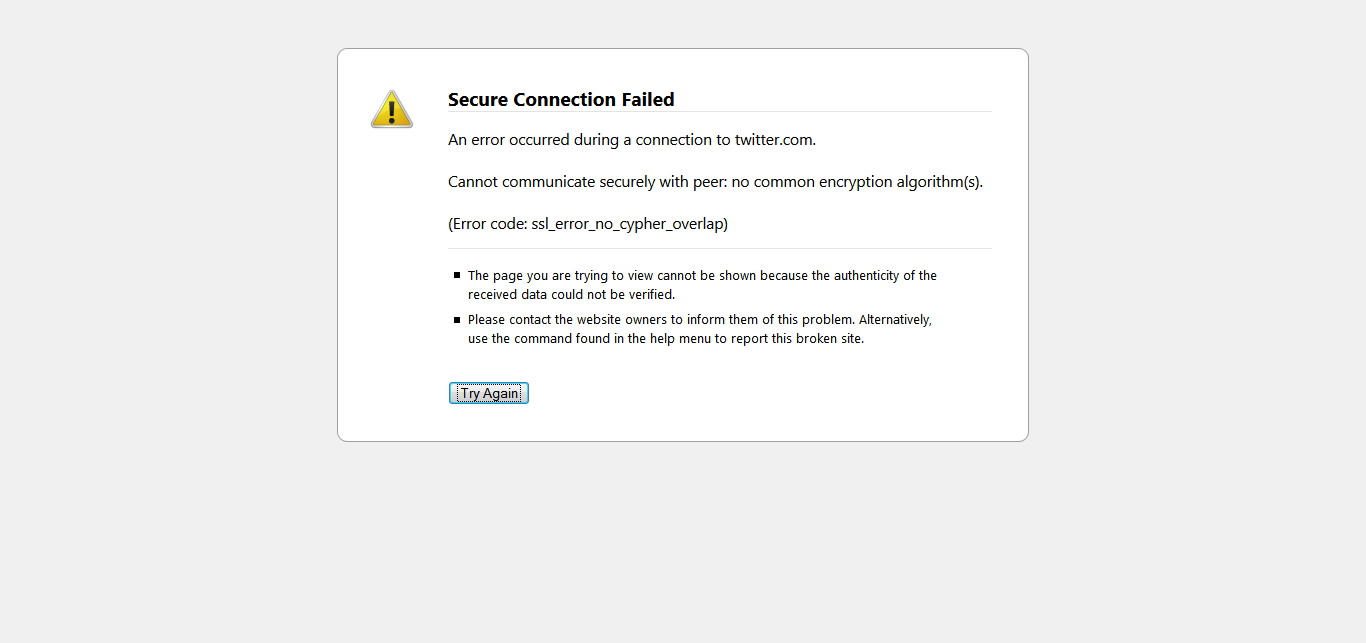 Secure Connection Failed
An error occurred during a connection to twitter.com.
Cannot communicate securely with peer: no common encryption algorithm(s).
(Error code: ssl_error_no_cypher_overlap)
The page you are trying to view cannot be shown because the authenticity of the
received data could not be verified.
Please contact the website owners to inform them of this problem. Alternatively,
use the command found in the help menu to report this broken site.
Try Again